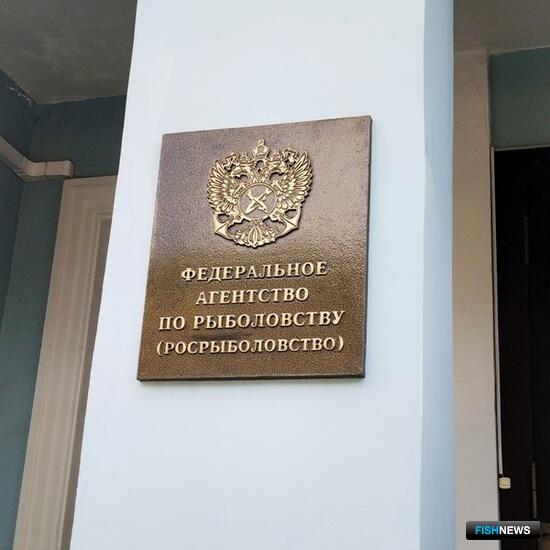 ФЕДЕРАЛЬНОЕ
АГЕНТСТВО
ПО РЫБОЛОВСТВУ
(РОСРЫБОЛОВСТВО)
FISHNEWS